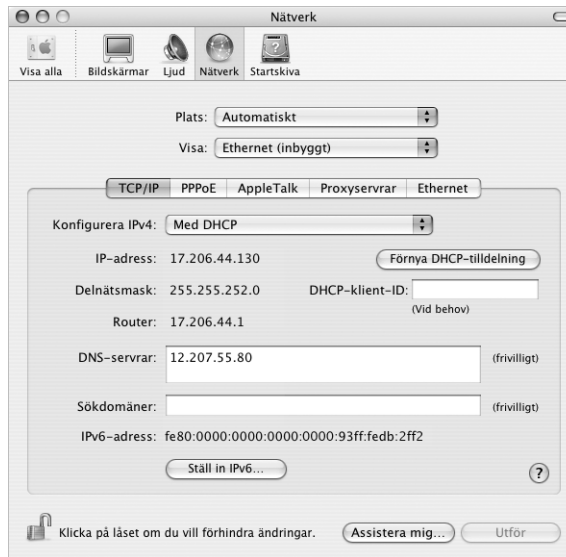 Nätverk
Visa alla Bildskärmar Ljud Nätverk Startskiva
Plats: Automatiskt
Visa: Ethernet (inbyggt)
TCP/IP PPPoE AppleTalk Proxyservrar Ethernet
Konfigurera IPv4: Med DHCP
IP-adress: 17.206.44.130 Förnya DHCP-tilldelning
Delnätsmask: 255.255.252.0 DHCP-klient-ID:
(Vid behov)
Router: 17.206.44.1
DNS-servrar: 12.207.55.80 (frivilligt)
Sökdomäner: (frivilligt)
IPv6-adress: fe80:0000:0000:0000:0000:93ff:fedb:2ff2
Ställ in IPv6... ?
Klicka på låset om du vill förhindra ändringar. Assistera mig... Utför